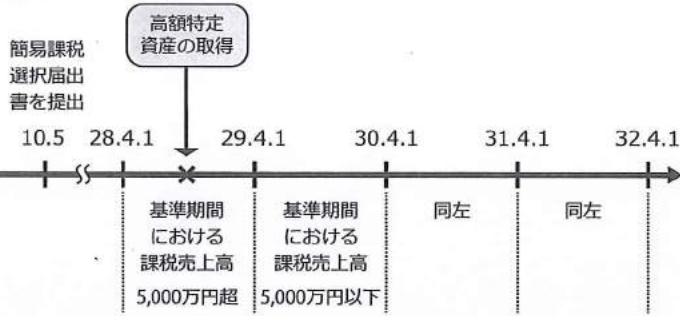 高額特定
資産の取得
簡易課税
選択届出
書を提出
10.5 28.4.1 29.4.1 30.4.1 31.4.1 32.4.1
基準期間
における
課税売上高
5,000万円超
基準期間
における
課税売上高
5,000万円以下
同左
同左